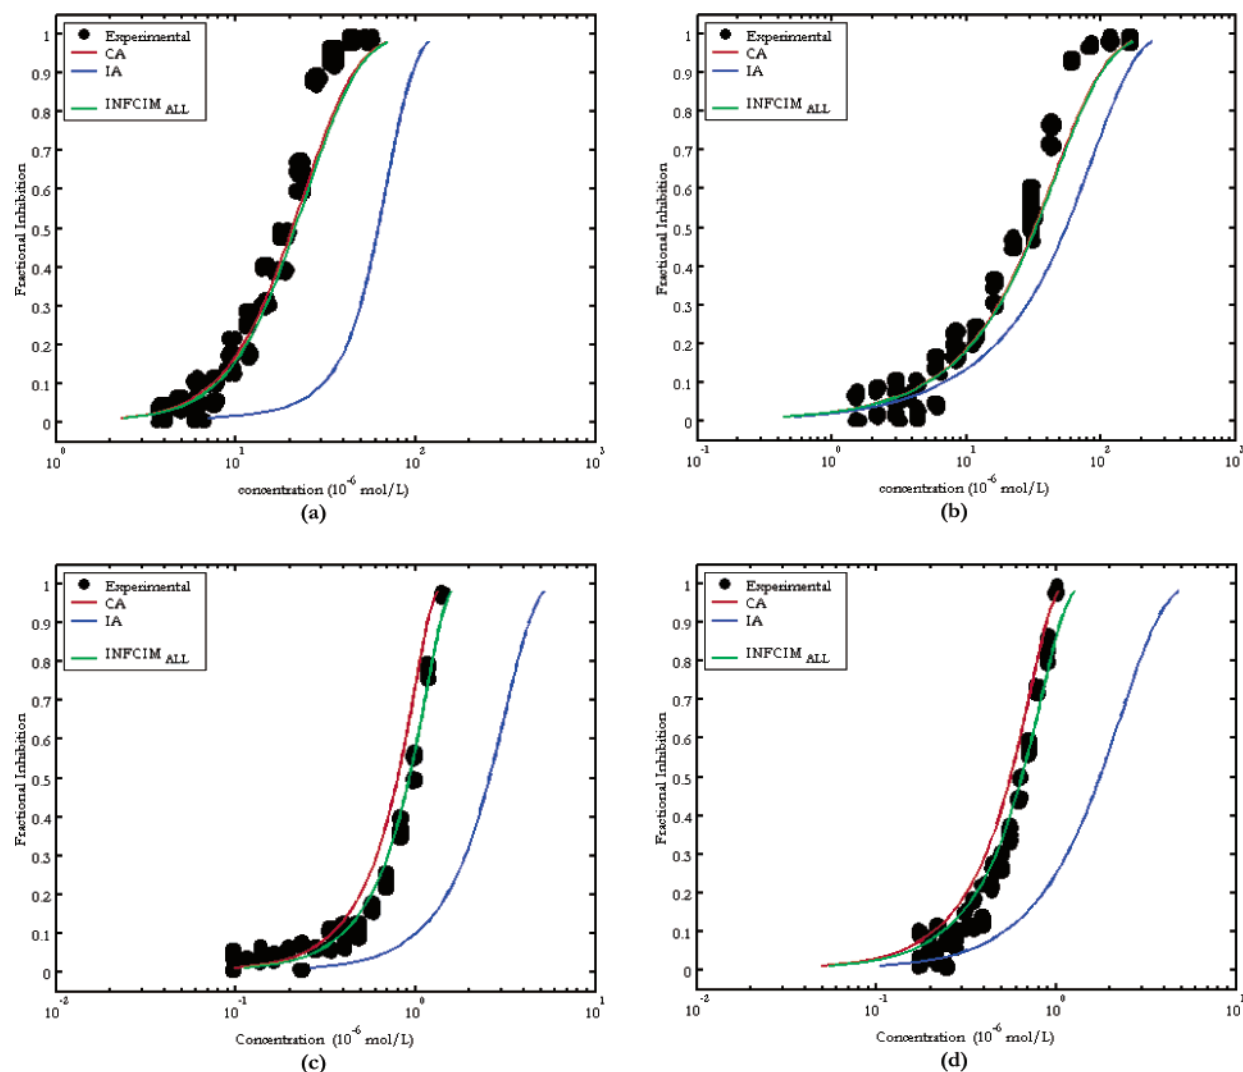 1
0.9
0.8
0.7
0.6
0.5
0.4
0.3
0.2
0.1
0
Fractional Inhibition
Experimental
CA
IA
INFCIM ALL
10^0
10^1
10^2
10^3
concentration (10^-6 mol/L)
(a)
1
0.9
0.8
0.7
0.6
0.5
0.4
0.3
0.2
0.1
0
Fractional Inhibition
Experimental
CA
IA
INFCIM ALL
10^-1
10^0
10^1
10^2
10^3
concentration (10^-6 mol/L)
(b)
1
0.9
0.8
0.7
0.6
0.5
0.4
0.3
0.2
0.1
0
Fractional Inhibition
Experimental
CA
IA
INFCIM ALL
10^-2
10^-1
10^0
10^1
Concentration (10^-6 mol/L)
(c)
1
0.9
0.8
0.7
0.6
0.5
0.4
0.3
0.2
0.1
0
Fractional Inhibition
Experimental
CA
IA
INFCIM ALL
10^-2
10^-1
10^0
10^1
Concentration (10^-6 mol/L)
(d)